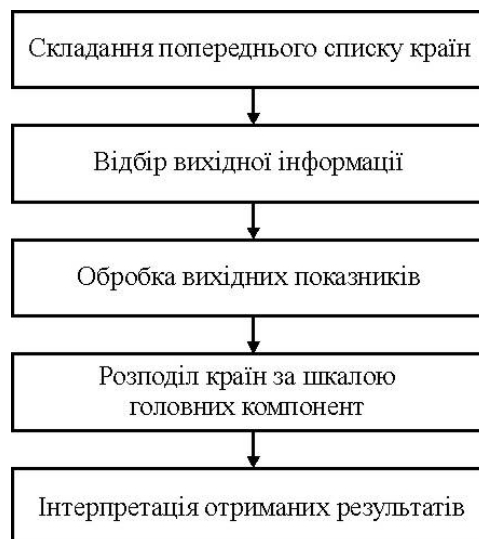 Складання попереднього списку країн
Відбір вихідної інформації
Обробка вихідних показників
Розподіл країн за шкалою
головних компонент
Інтерпретація отриманих результатів